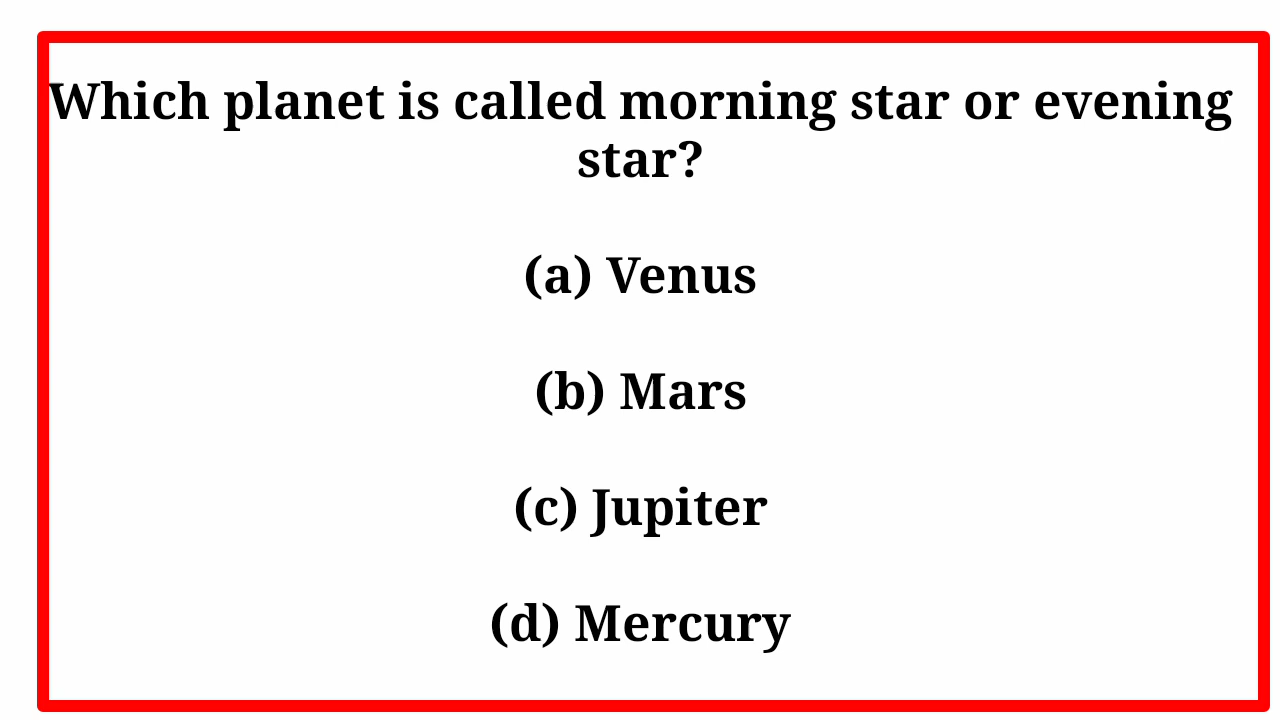 Which planet is called morning star or evening
star?
(a) Venus
(b) Mars
(c) Jupiter
(d) Mercury